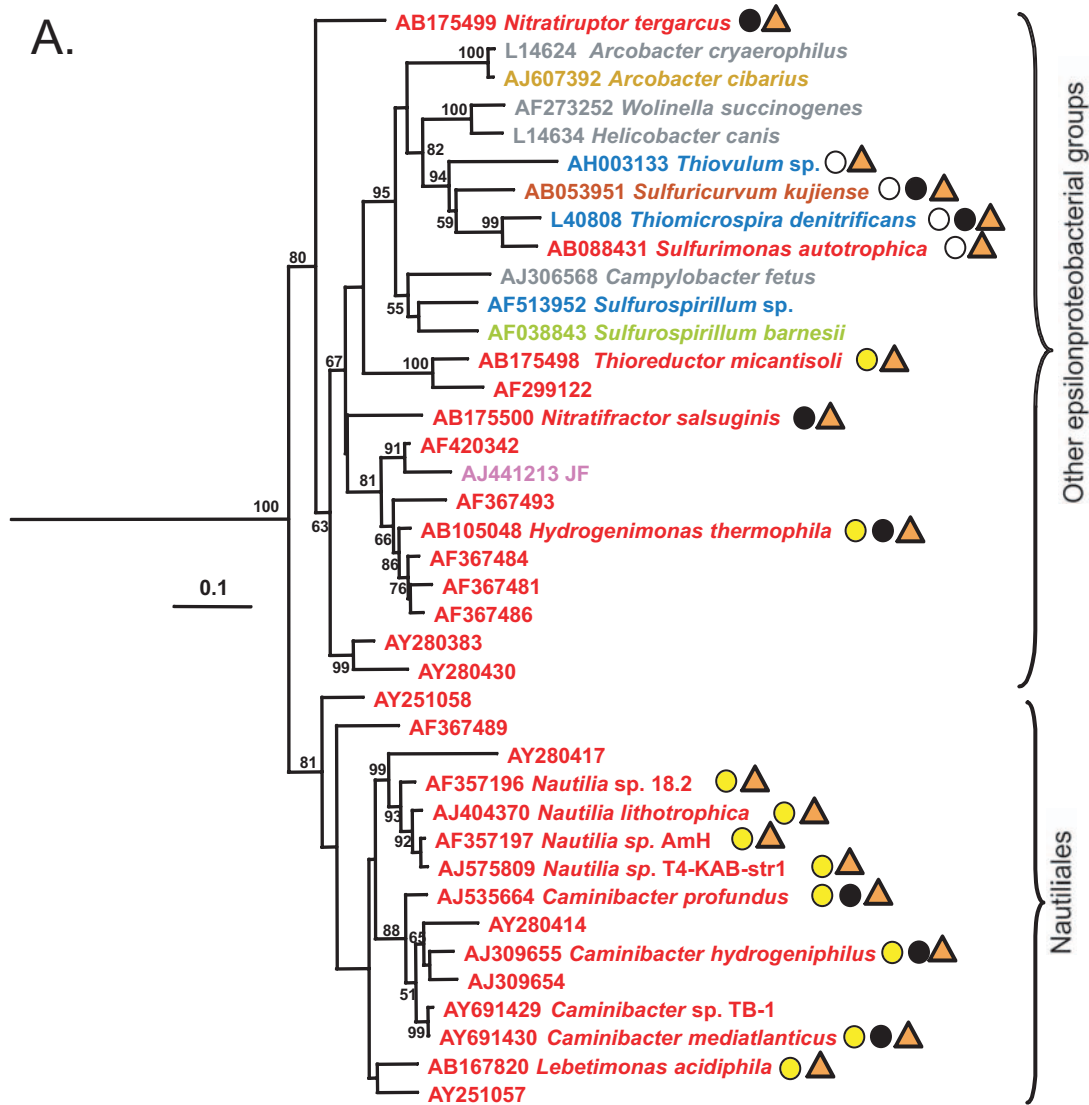 A.
AB175499 Nitratiruptor tergarcus
100
L14624 Arcobacter cryaerophilus
AJ607392 Arcobacter cibarius
100
AF273252 Wolinella succinogenes
L14634 Helicobacter canis
82
AH003133 Thiovulum sp.
94
AB053951 Sulfuricurvum kujiense
95
L40808 Thiomicrospira denitrificans
59
99
AB088431 Sulfurimonas autotrophica
80
AJ306568 Campylobacter fetus
AF513952 Sulfurospirillum sp.
55
AF038843 Sulfurospirillum barnesii
67
AB175498 Thioreductor micantisoli
100
AF299122
AB175500 Nitratifractor salsuginis
AF420342
91
AJ441213 JF
81
AF367493
100
63
AB105048 Hydrogenimonas thermophila
66
AF367484
86
AF367481
76
AF367486
0.1
AY280383
99
AY280430
Other epsilonproteobacterial groups
AY251058
AF367489
81
AY280417
99
AF357196 Nautilia sp. 18.2
AJ404370 Nautilia lithotrophica
93
AF357197 Nautilia sp. AmH
92
AJ575809 Nautilia sp. T4-KAB-str1
AJ535664 Caminibacter profundus
AY280414
88
65
AJ309655 Caminibacter hydrogeniphilus
AJ309654
51
AY691429 Caminibacter sp. TB-1
99
AY691430 Caminibacter mediatlanticus
AB167820 Lebetimonas acidiphila
AY251057
Nautiliales